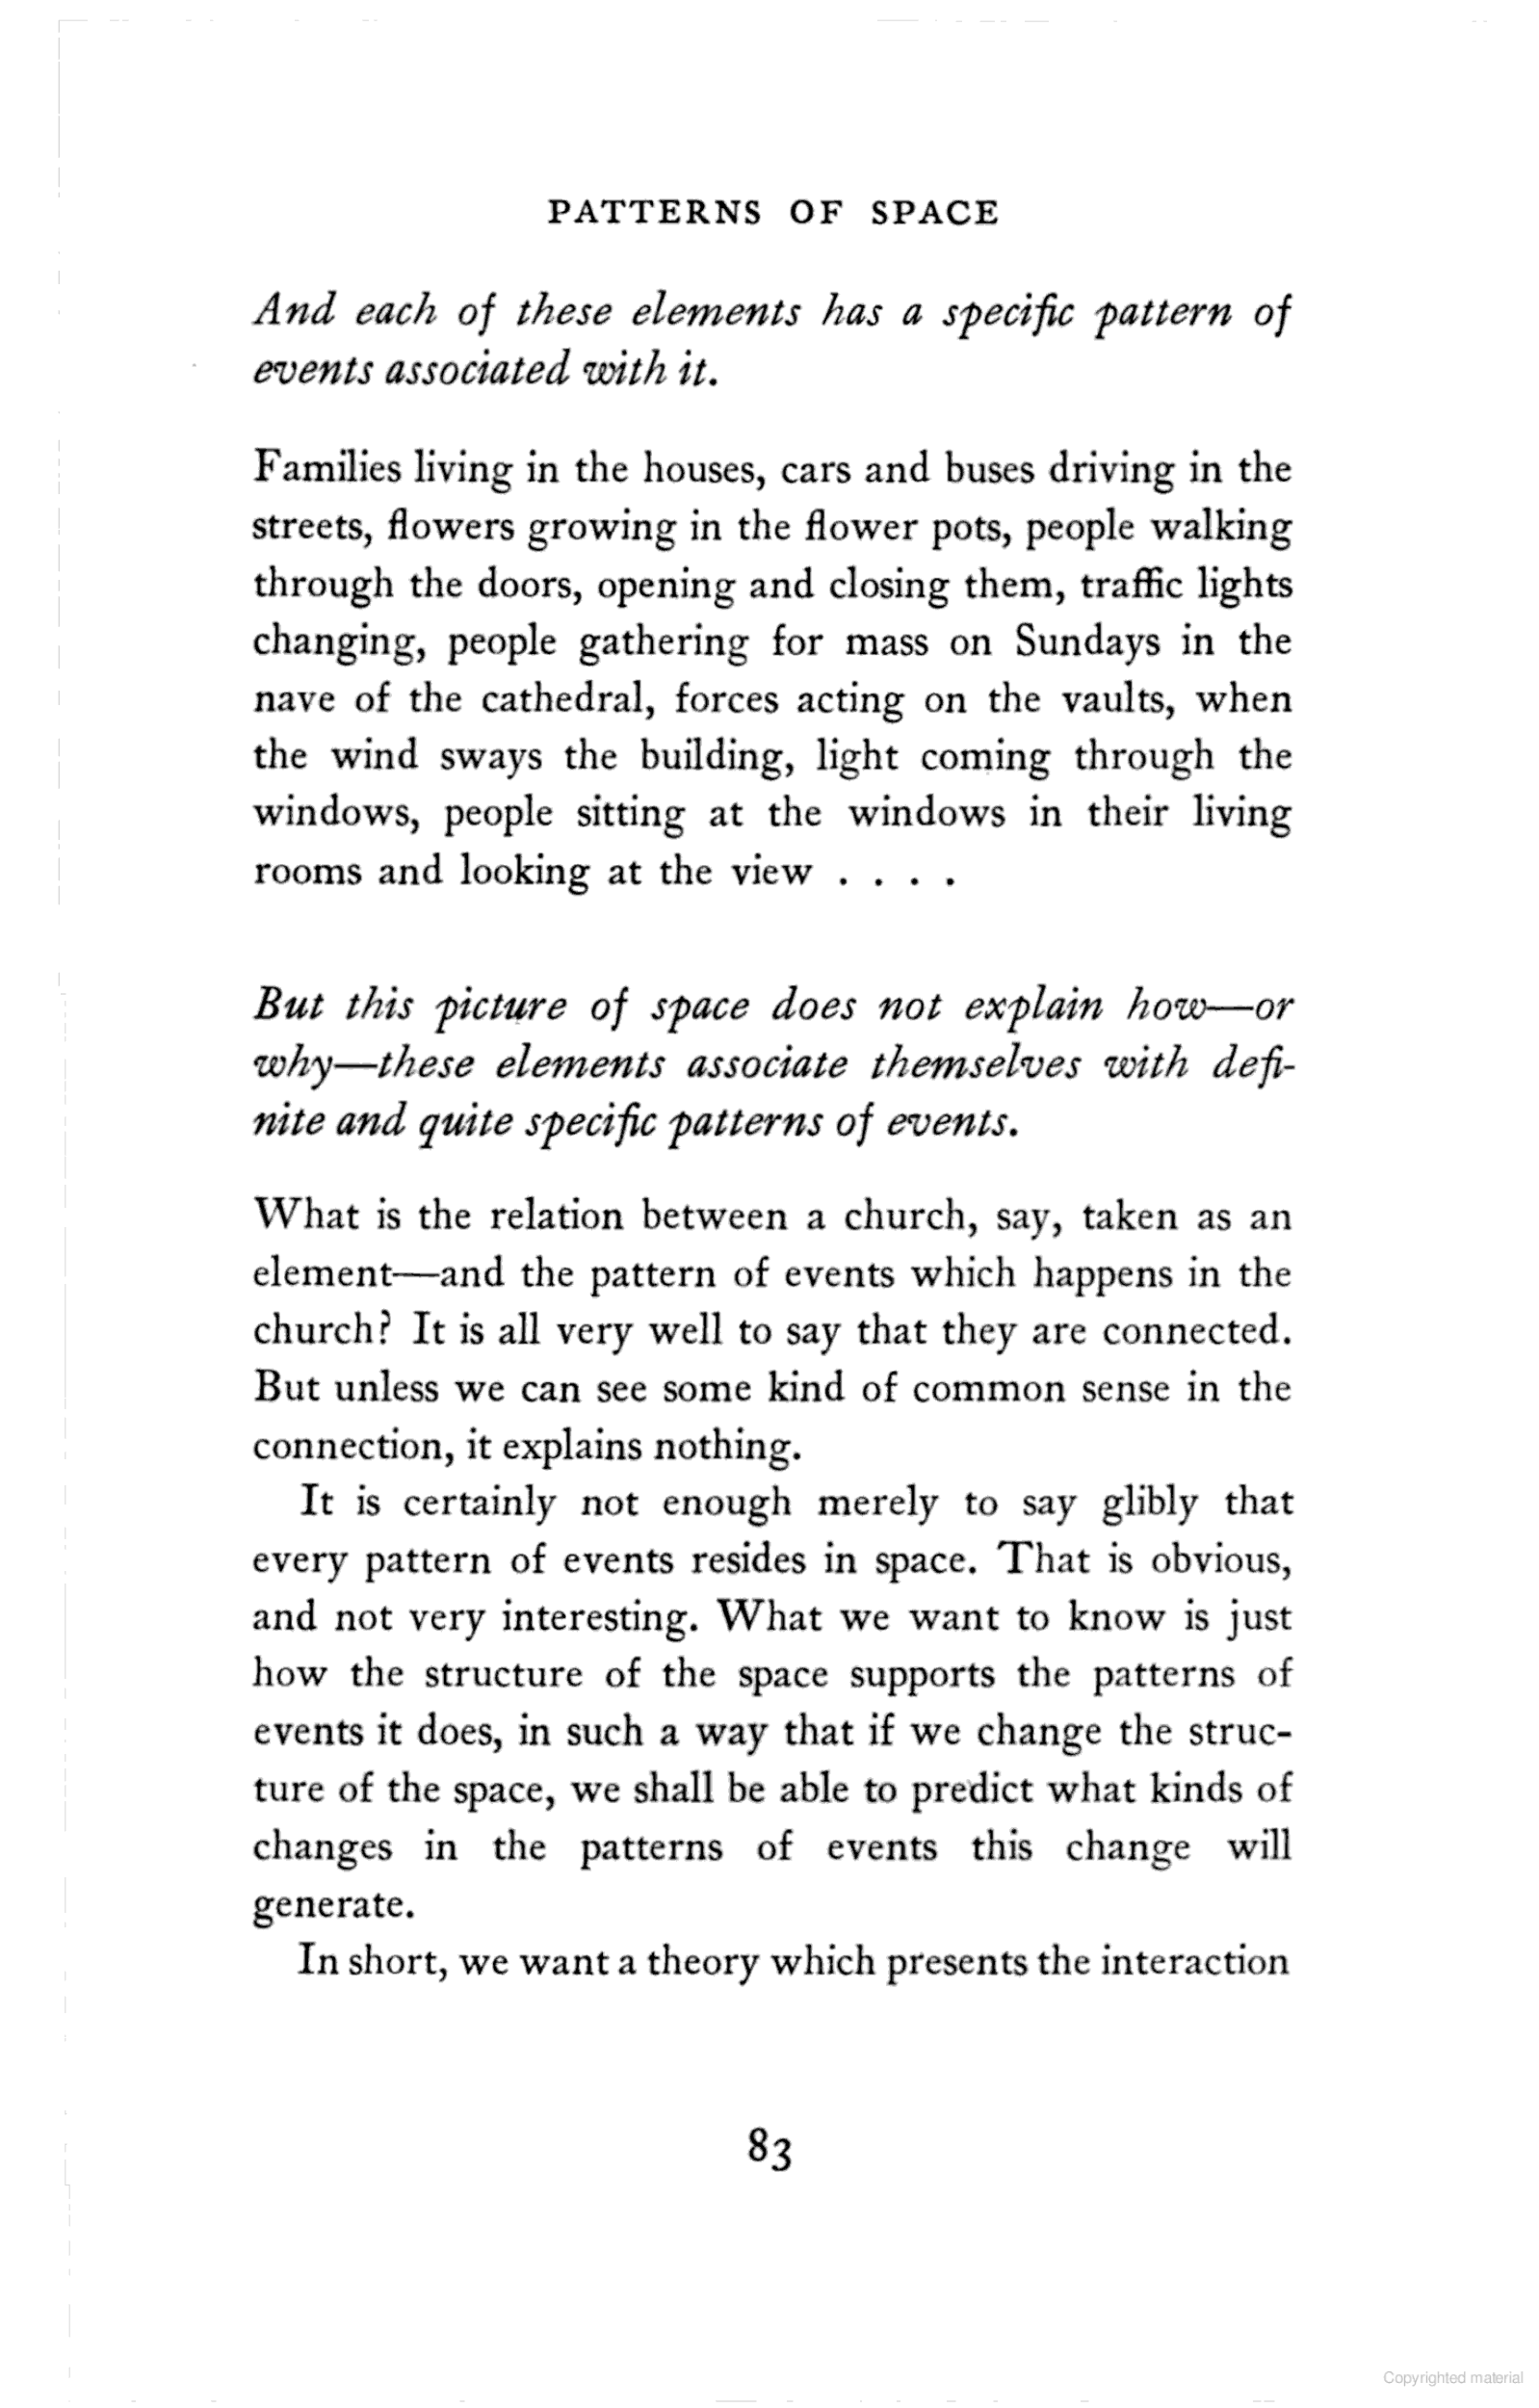 PATTERNS OF SPACE
And each of these elements has a specific pattern of
events associated with it.
Families living in the houses, cars and buses driving in the
streets, flowers growing in the flower pots, people walking
through the doors, opening and closing them, traffic lights
changing, people gathering for mass on Sundays in the
nave of the cathedral, forces acting on the vaults, when
the wind sways the building, light coming through the
windows, people sitting at the windows in their living
rooms and looking at the view . . . .
But this picture of space does not explain how—or
why—these elements associate themselves with defi-
nite and quite specific patterns of events.
What is the relation between a church, say, taken as an
element—and the pattern of events which happens in the
church? It is all very well to say that they are connected.
But unless we can see some kind of common sense in the
connection, it explains nothing.
It is certainly not enough merely to say glibly that
every pattern of events resides in space. That is obvious,
and not very interesting. What we want to know is just
how the structure of the space supports the patterns of
events it does, in such a way that if we change the struc-
ture of the space, we shall be able to predict what kinds of
changes in the patterns of events this change will
generate.
In short, we want a theory which presents the interaction
83
Copyrighted material